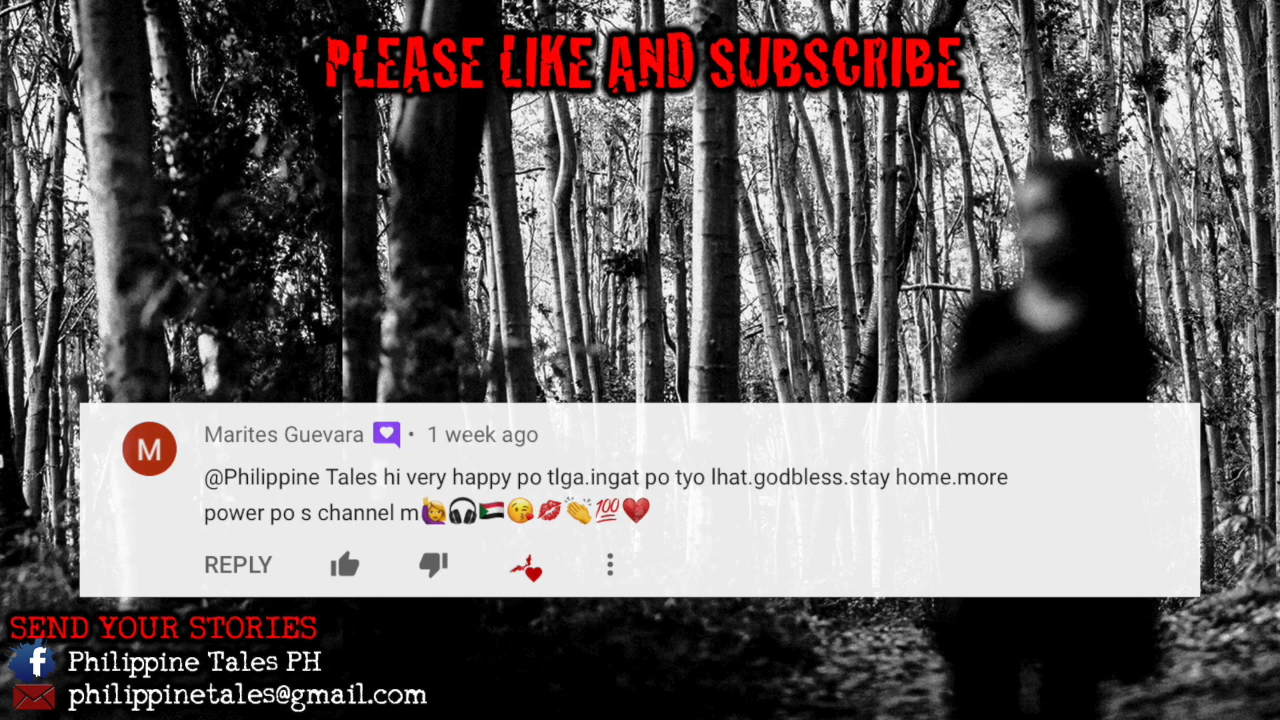 PLEASE LIKE AND SUBSCRIBE
M
Marites Guevara • 1 week ago
@Philippine Tales hi very happy po tlga.ingat po tyo lhat.godbless.stay home.more
power po s channel m🙋‍♀️🎧🇸🇩😘💋👏💯❤️
REPLY
SEND YOUR STORIES
f Philippine Tales PH
philippinetales@gmail.com